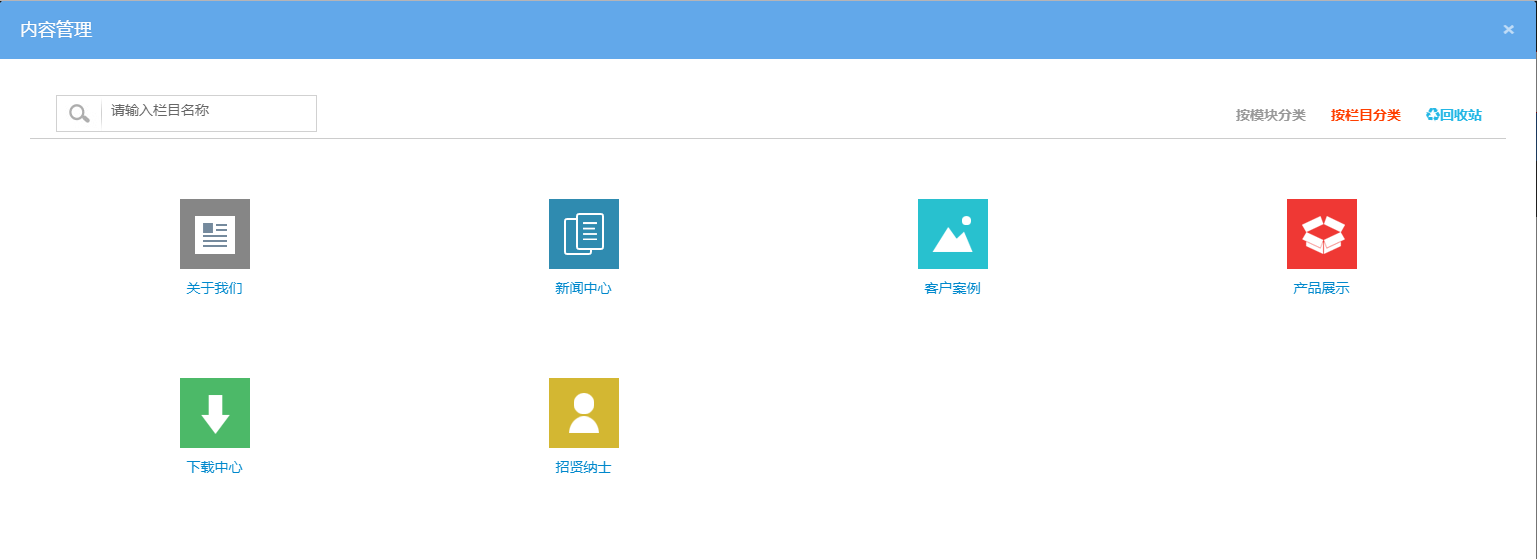 内容管理
请输入栏目名称
按模块分类 按栏目分类 回收站
关于我们 新闻中心 客户案例 产品展示
下载中心 招贤纳士